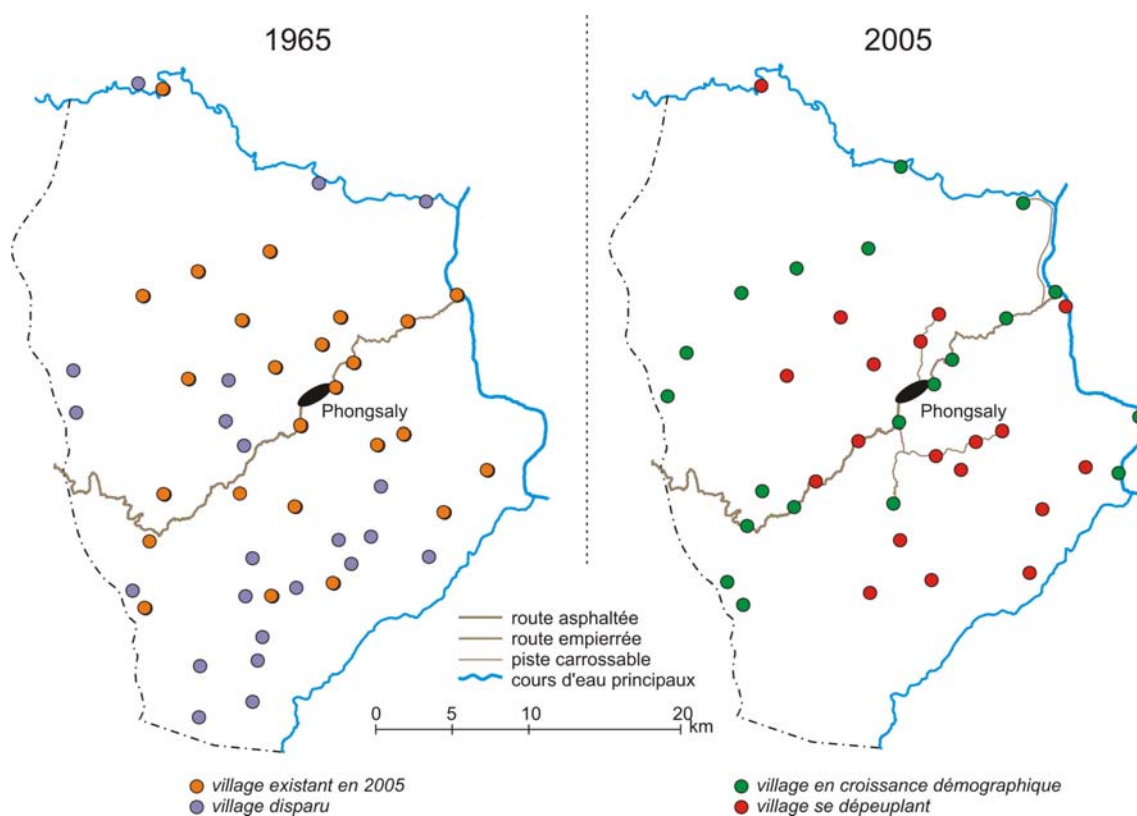 1965
2005
Phongsaly
Phongsaly
route asphaltée
route empierrée
piste carrossable
cours d'eau principaux
0 5 10 20
km
village existant en 2005
village disparu
village en croissance démographique
village se dépeuplant